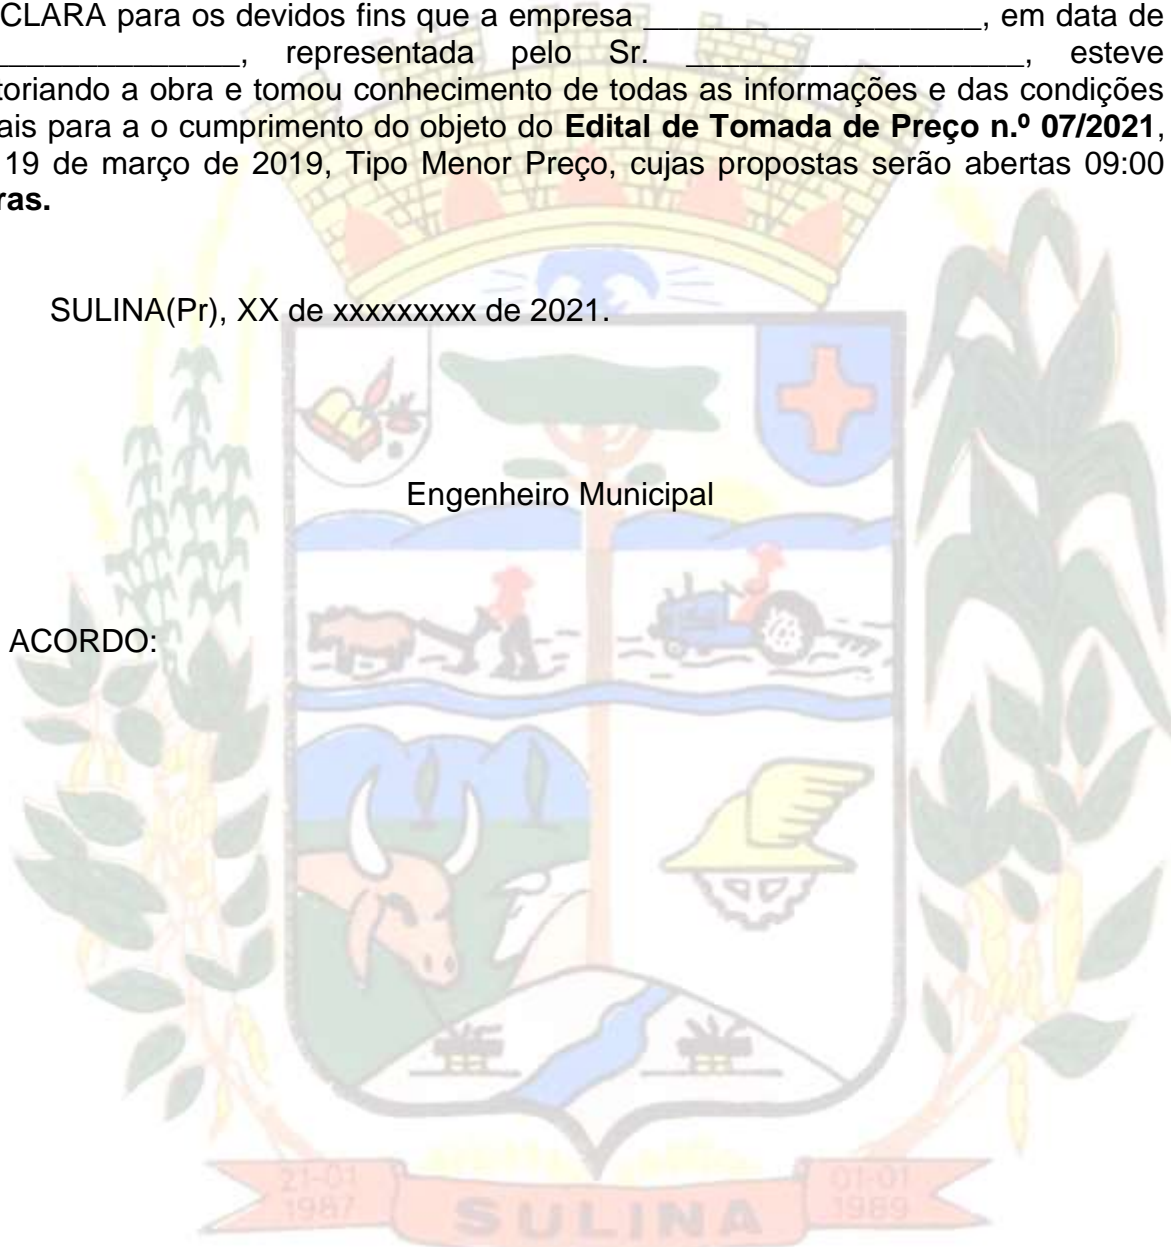 CLARA para os devidos fins que a empresa ___________________, em data de
______________, representada pelo Sr. ___________________, esteve
toriando a obra e tomou conhecimento de todas as informações e das condições
ais para a o cumprimento do objeto do Edital de Tomada de Preço n.º 07/2021,
19 de março de 2019, Tipo Menor Preço, cujas propostas serão abertas 09:00
ras.
SULINA(Pr), XX de xxxxxxxxx de 2021.
Engenheiro Municipal
ACORDO:
21-01
1987
SULINA
01-01
1989